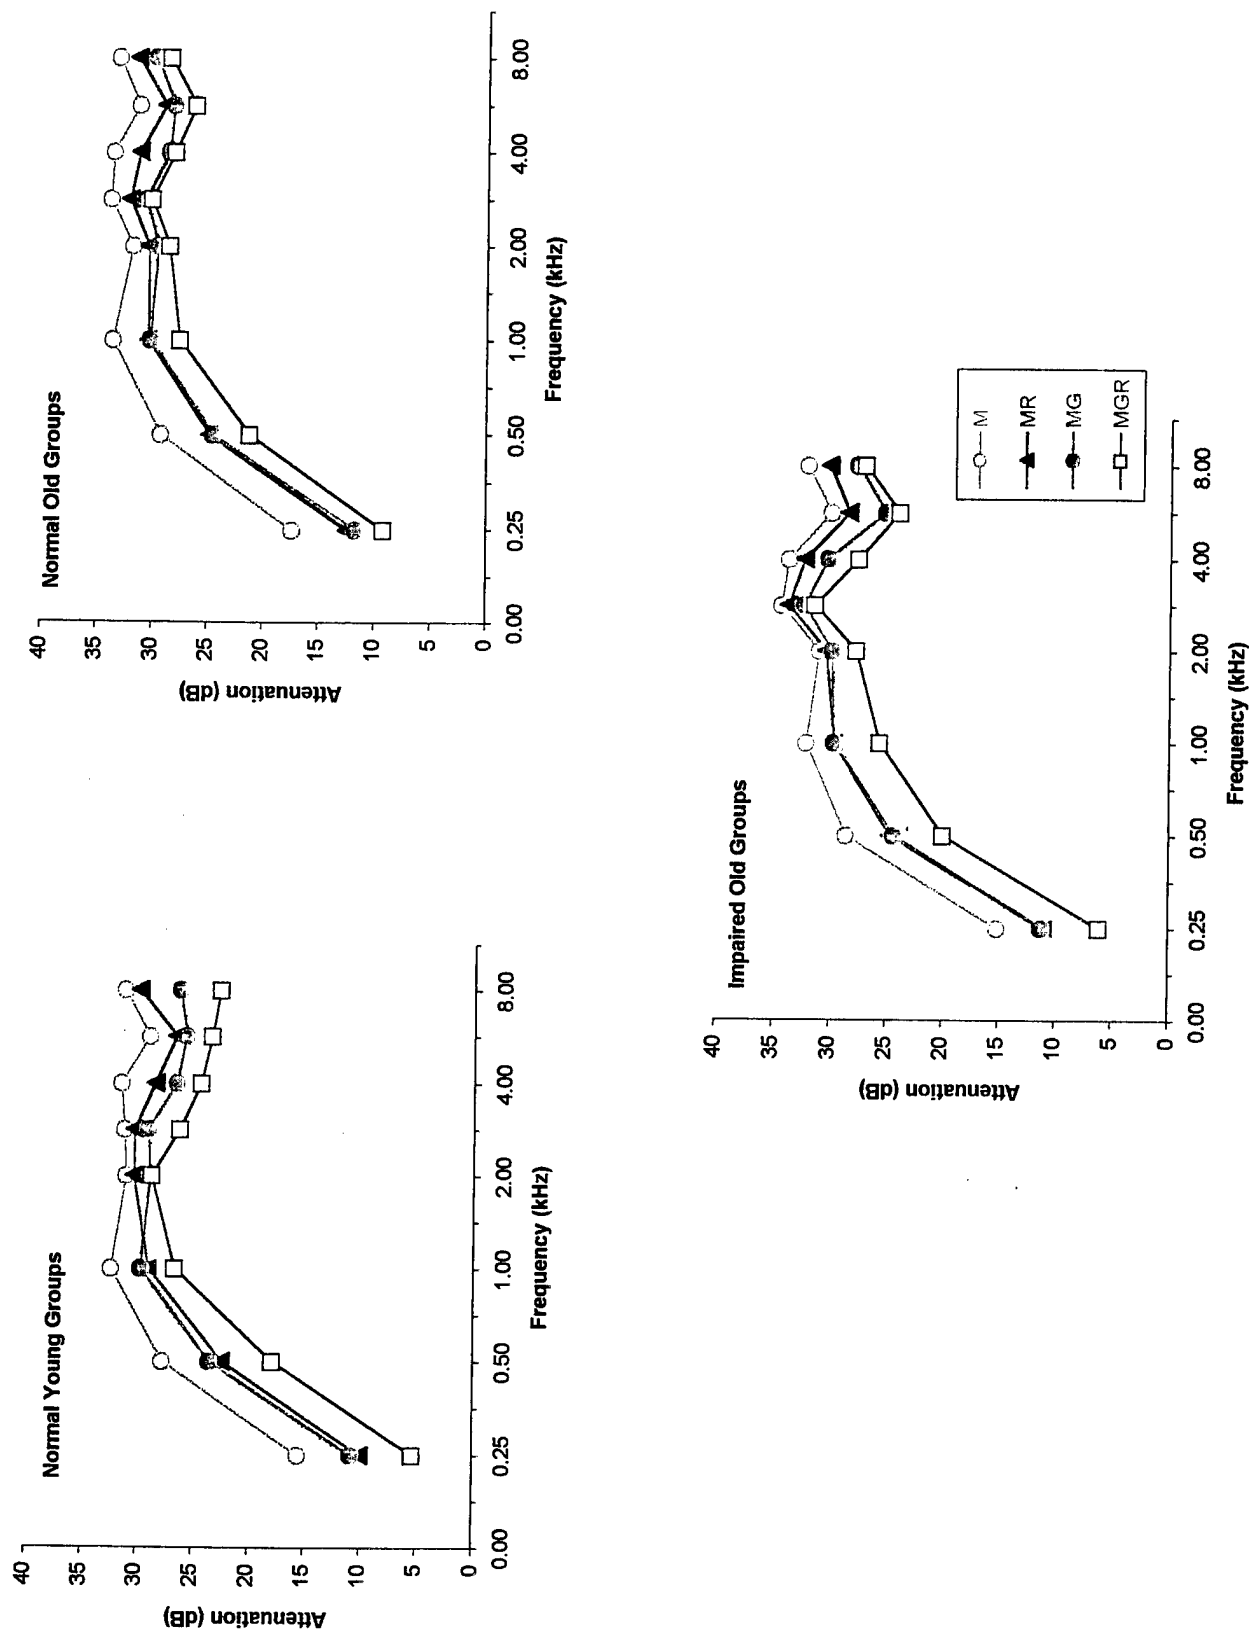 Normal Young Groups
40
35
30
25
20
15
10
5
0
Attenuation (dB)
0.00 0.25 0.50 1.00 2.00 4.00 8.00
Frequency (kHz)
Normal Old Groups
40
35
30
25
20
15
10
5
0
Attenuation (dB)
0.00 0.25 0.50 1.00 2.00 4.00 8.00
Frequency (kHz)
Impaired Old Groups
40
35
30
25
20
15
10
5
0
Attenuation (dB)
0.00 0.25 0.50 1.00 2.00 4.00 8.00
Frequency (kHz)
M
MR
MG
MGR